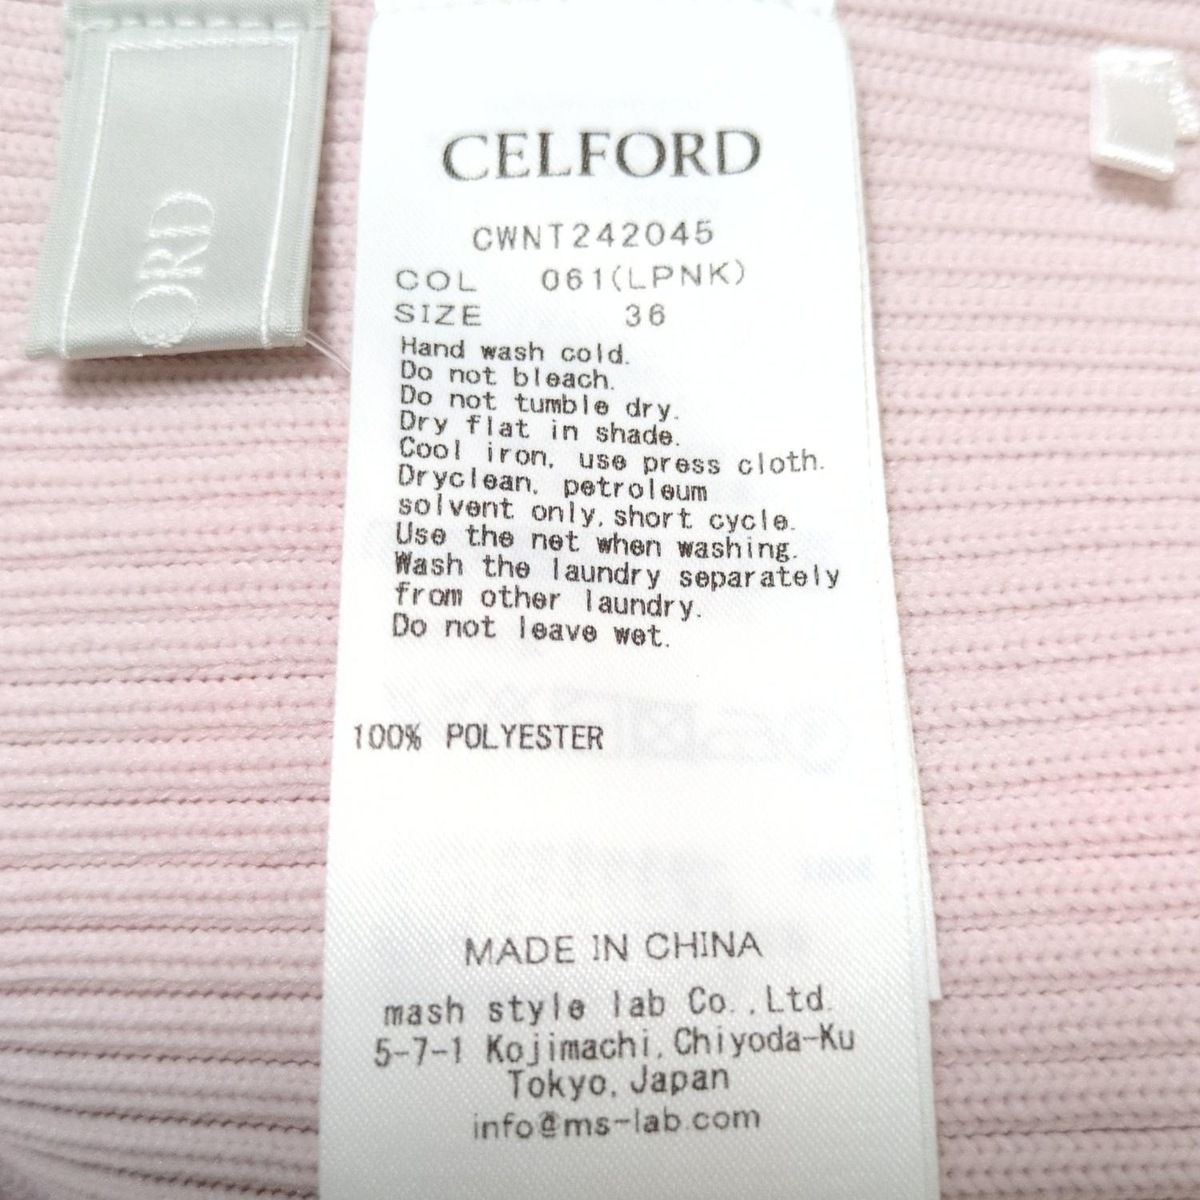 ORD
CELFORD
CWNT242045
COL 061(LPNK)
SIZE 36
Hand wash cold.
Do not bleach.
Do not tumble dry.
Dry flat in shade.
Cool iron, use press cloth.
Dryclean, petroleum
solvent only, short cycle.
Use the net when washing.
Wash the laundry separately
from other laundry.
Do not leave wet.
100% POLYESTER
MADE IN CHINA
mash style lab Co.,Ltd.
5-7-1 Kojimachi, Chiyoda-Ku
Tokyo, Japan
info@ms-lab.com